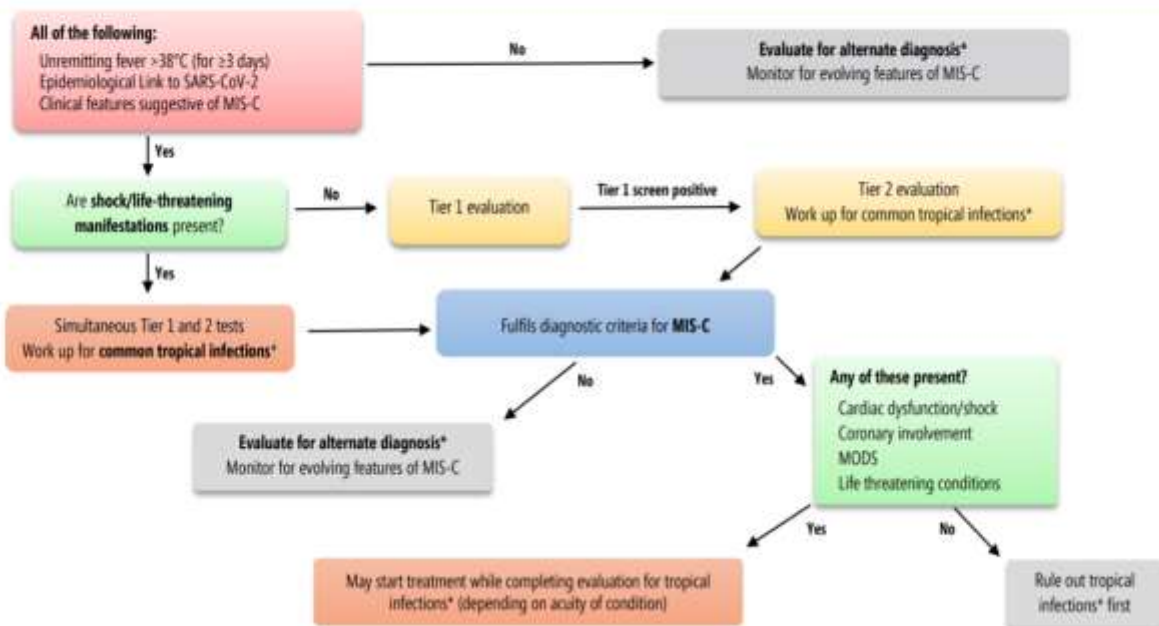 All of the following:
Unremitting fever >38°C (for ≥3 days)
Epidemiological Link to SARS-CoV-2
Clinical features suggestive of MIS-C
No
Evaluate for alternate diagnosis*
Monitor for evolving features of MIS-C
Yes
Are shock/life-threatening
manifestations present?
No
Tier 1 evaluation
Tier 1 screen positive
Tier 2 evaluation
Work up for common tropical infections*
Yes
Simultaneous Tier 1 and 2 tests
Work up for common tropical infections*
Fulfils diagnostic criteria for MIS-C
No
Yes
Evaluate for alternate diagnosis*
Monitor for evolving features of MIS-C
Any of these present?
Cardiac dysfunction/shock
Coronary involvement
MODS
Life threatening conditions
Yes
No
May start treatment while completing evaluation for tropical
infections* (depending on acuity of condition)
Rule out tropical
infections* first